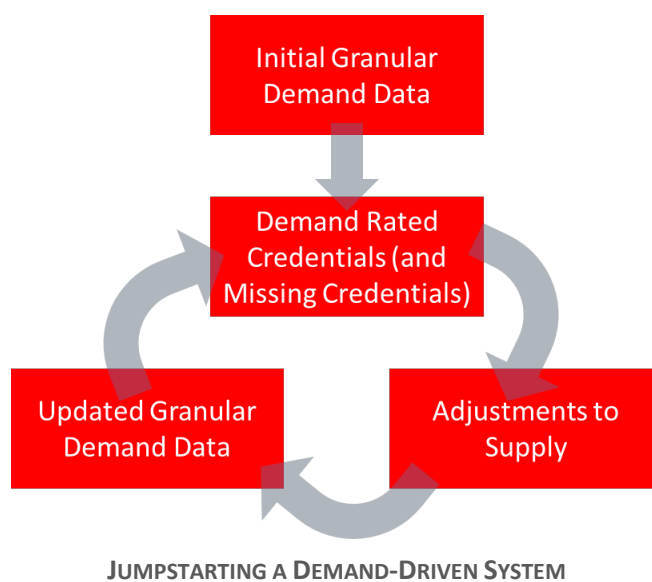 Initial Granular
Demand Data
Demand Rated
Credentials (and
Missing Credentials)
Updated Granular
Demand Data
Adjustments to
Supply
JUMPSTARTING A DEMAND-DRIVEN SYSTEM